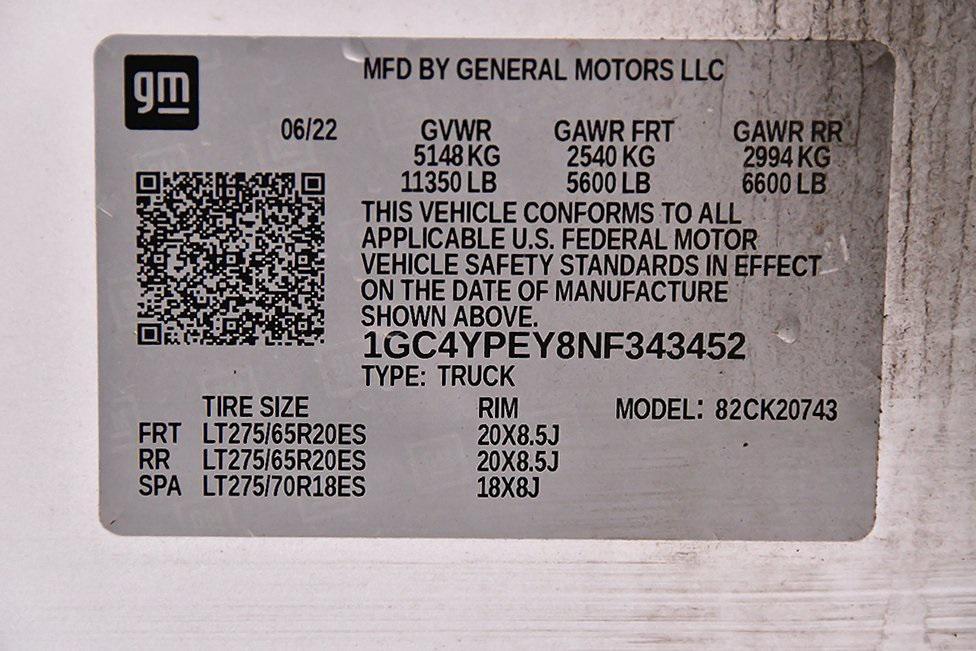 gm
MFD BY GENERAL MOTORS LLC
06/22 GVWR GAWR FRT GAWR RR
5148 KG 2540 KG 2994 KG
11350 LB 5600 LB 6600 LB
THIS VEHICLE CONFORMS TO ALL
APPLICABLE U.S. FEDERAL MOTOR
VEHICLE SAFETY STANDARDS IN EFFECT
ON THE DATE OF MANUFACTURE
SHOWN ABOVE.
1GC4YPEY8NF343452
TYPE: TRUCK
TIRE SIZE RIM MODEL: 82CK20743
FRT LT275/65R20ES 20X8.5J
RR LT275/65R20ES 20X8.5J
SPA LT275/70R18ES 18X8J